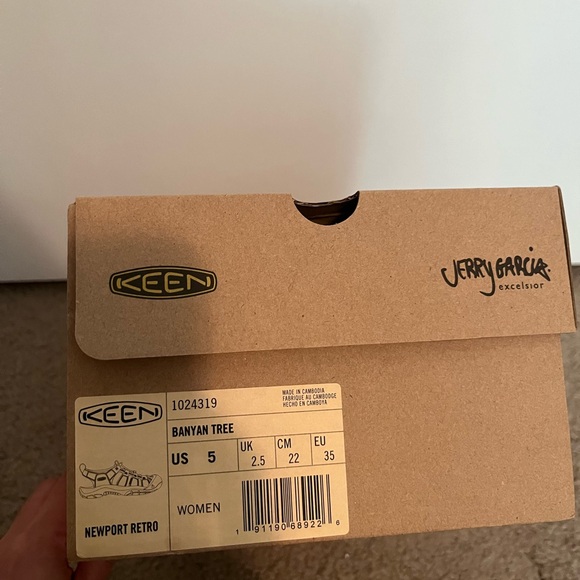 KEEN
JERRY GARCIA.
excelsior
KEEN
1024319
MADE IN CAMBODIA
FABRIQUE AU CAMBODGE
HECHO EN CAMBOYA
BANYAN TREE
US 5
UK 2.5
CM 22
EU 35
NEWPORT RETRO
WOMEN
1 91190 68922 6